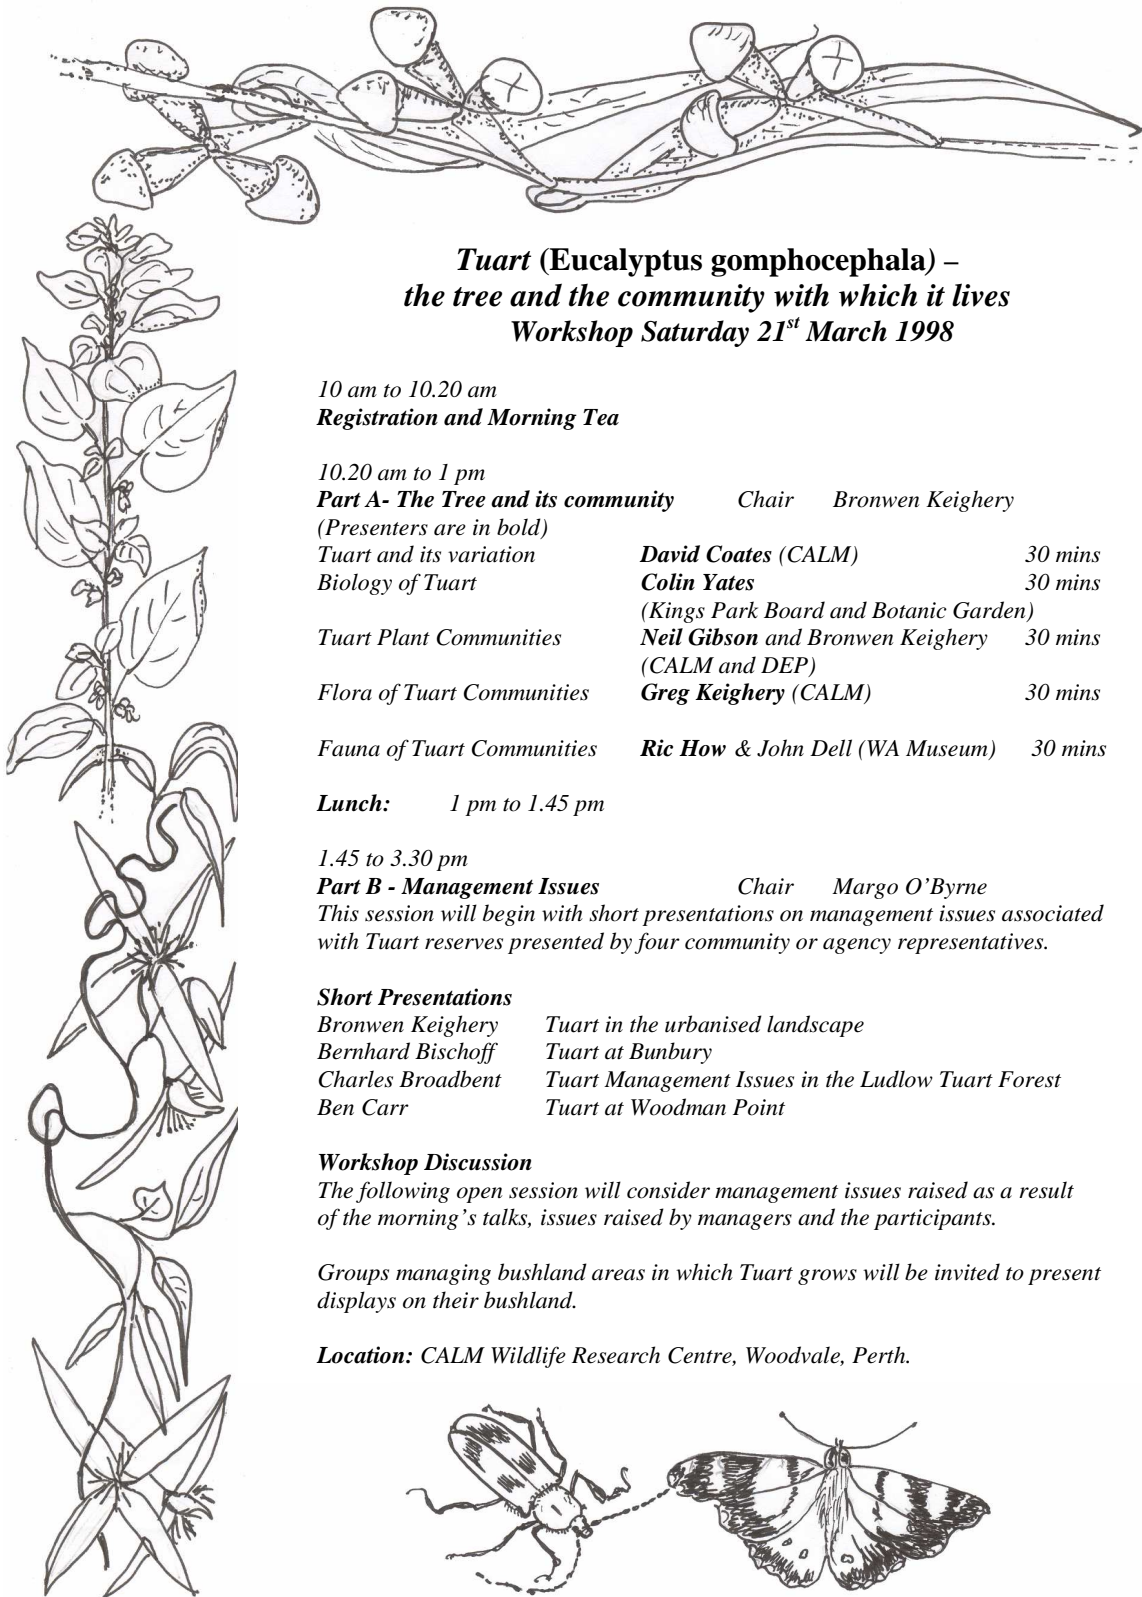 Tuart (Eucalyptus gomphocephala) –
the tree and the community with which it lives
Workshop Saturday 21st March 1998
10 am to 10.20 am
Registration and Morning Tea
10.20 am to 1 pm
Part A- The Tree and its community Chair Bronwen Keighery
(Presenters are in bold)
Tuart and its variation David Coates (CALM) 30 mins
Biology of Tuart Colin Yates 30 mins
(Kings Park Board and Botanic Garden)
Tuart Plant Communities Neil Gibson and Bronwen Keighery 30 mins
(CALM and DEP)
Flora of Tuart Communities Greg Keighery (CALM) 30 mins
Fauna of Tuart Communities Ric How & John Dell (WA Museum) 30 mins
Lunch: 1 pm to 1.45 pm
1.45 to 3.30 pm
Part B - Management Issues Chair Margo O'Byrne
This session will begin with short presentations on management issues associated
with Tuart reserves presented by four community or agency representatives.
Short Presentations
Bronwen Keighery Tuart in the urbanised landscape
Bernhard Bischoff Tuart at Bunbury
Charles Broadbent Tuart Management Issues in the Ludlow Tuart Forest
Ben Carr Tuart at Woodman Point
Workshop Discussion
The following open session will consider management issues raised as a result
of the morning's talks, issues raised by managers and the participants.
Groups managing bushland areas in which Tuart grows will be invited to present
displays on their bushland.
Location: CALM Wildlife Research Centre, Woodvale, Perth.